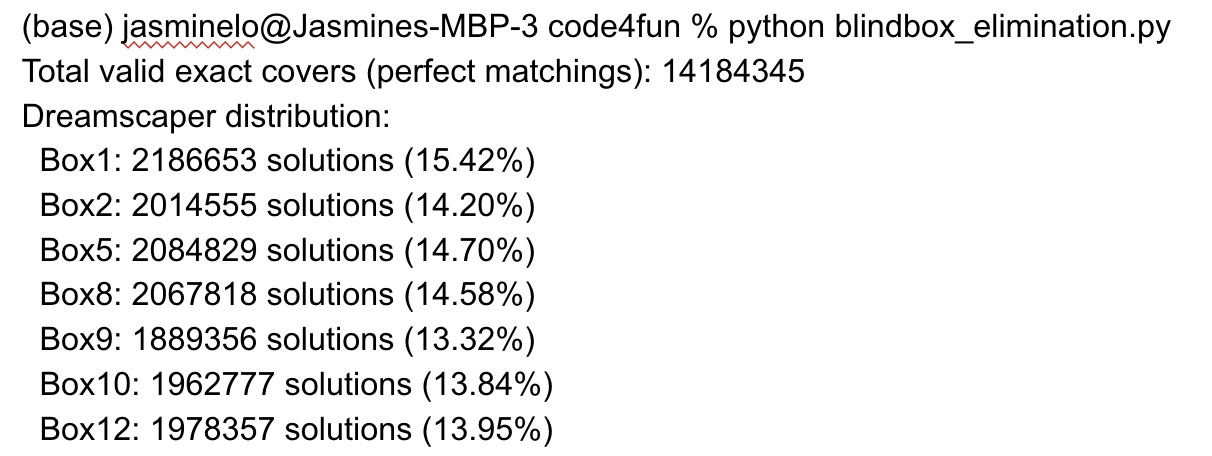 (base) jasminelo@Jasmines-MBP-3 code4fun % python blindbox_elimination.py
Total valid exact covers (perfect matchings): 14184345
Dreamscaper distribution:
Box1: 2186653 solutions (15.42%)
Box2: 2014555 solutions (14.20%)
Box5: 2084829 solutions (14.70%)
Box8: 2067818 solutions (14.58%)
Box9: 1889356 solutions (13.32%)
Box10: 1962777 solutions (13.84%)
Box12: 1978357 solutions (13.95%)